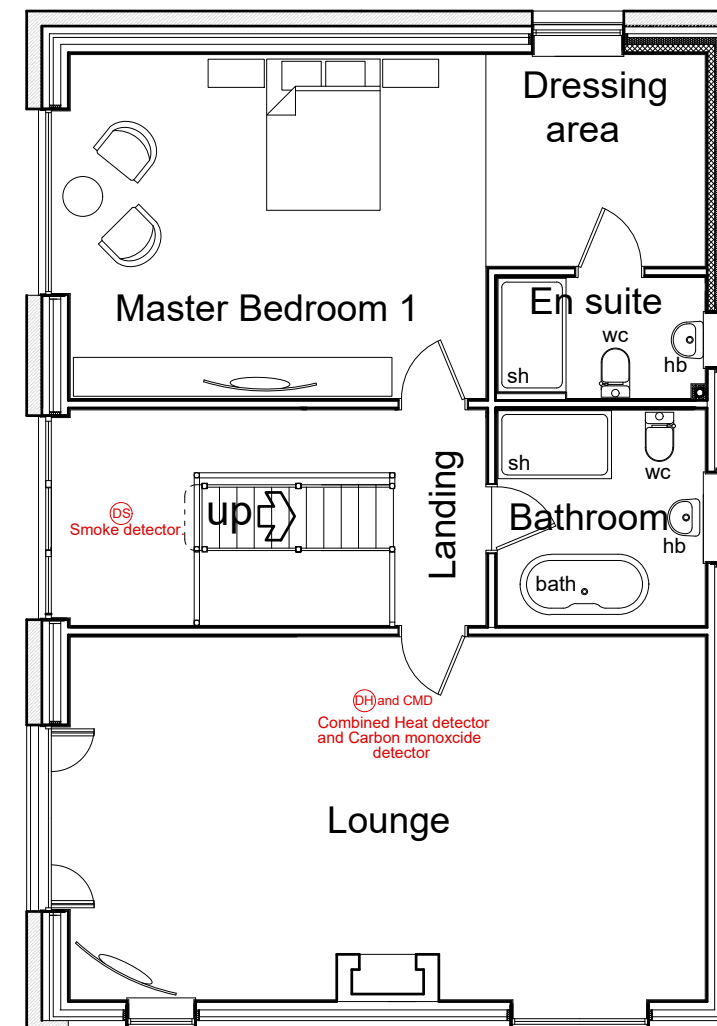 Dressing
area
Master Bedroom 1
En suite
wc
hb
sh
Landing
sh
wc
DS
Smoke detector
up
Bathroom
hb
bath
DH and CMD
Combined Heat detector
and Carbon monoxcide
detector
Lounge